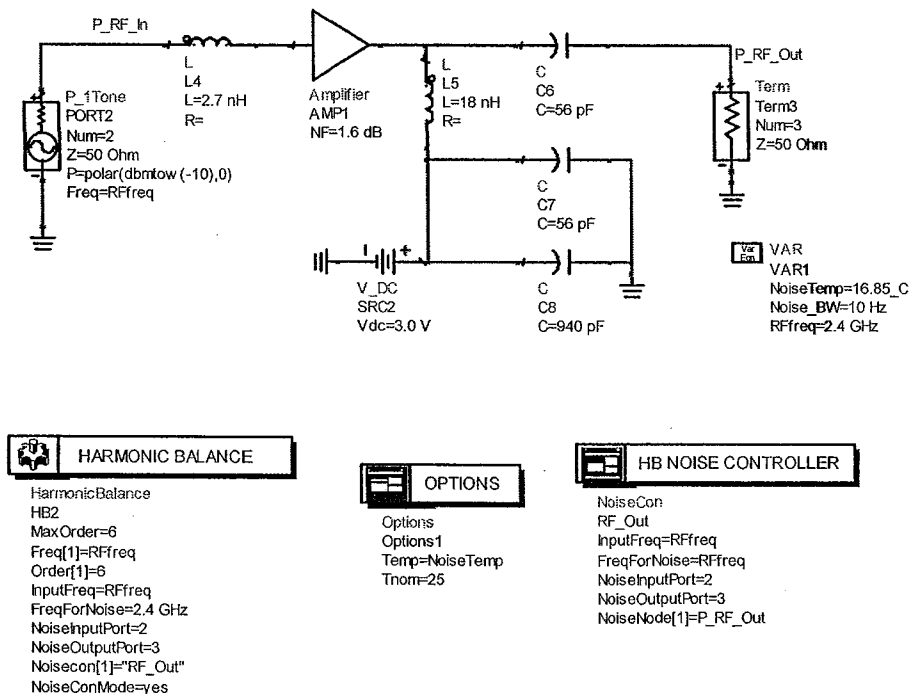 P_RF_In
L
L4
L=2.7 nH
R=
P_1Tone
PORT2
Num=2
Z=50 Ohm
P=polar(dbmtow (-10),0)
Freq=RFfreq
Amplifier
AMP1
NF=1.6 dB
L
L5
L=18 nH
R=
C
C6
C=56 pF
P_RF_Out
Term
Term3
Num=3
Z=50 Ohm
C
C7
C=56 pF
V_DC
SRC2
Vdc=3.0 V
C
C8
C=940 pF
Var
Eqn
VAR
VAR1
NoiseTemp=16.85_C
Noise_BW=10 Hz
RFfreq=2.4 GHz
HARMONIC BALANCE
HarmonicBalance
HB2
MaxOrder=6
Freq[1]=RFfreq
Order[1]=6
InputFreq=RFfreq
FreqForNoise=2.4 GHz
NoiseInputPort=2
NoiseOutputPort=3
Noisecon[1]="RF_Out"
NoiseConMode=yes
OPTIONS
Options
Options1
Temp=NoiseTemp
Tnom=25
HB NOISE CONTROLLER
NoiseCon
RF_Out
InputFreq=RFfreq
FreqForNoise=RFfreq
NoiseInputPort=2
NoiseOutputPort=3
NoiseNode[1]=P_RF_Out